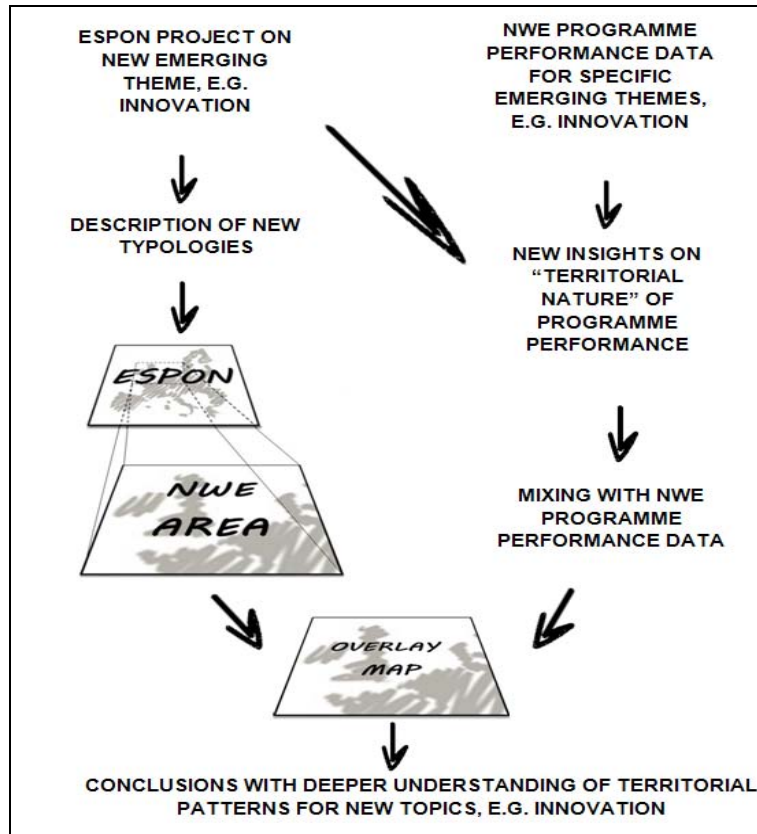 ESPON PROJECT ON
NEW EMERGING
THEME, E.G.
INNOVATION
NWE PROGRAMME
PERFORMANCE DATA
FOR SPECIFIC
EMERGING THEMES,
E.G. INNOVATION
DESCRIPTION OF NEW
TYPOLOGIES
NEW INSIGHTS ON
“TERRITORIAL
NATURE” OF
PROGRAMME
PERFORMANCE
ESPON
NWE
AREA
MIXING WITH NWE
PROGRAMME
PERFORMANCE DATA
OVERLAY
MAP
CONCLUSIONS WITH DEEPER UNDERSTANDING OF TERRITORIAL
PATTERNS FOR NEW TOPICS, E.G. INNOVATION